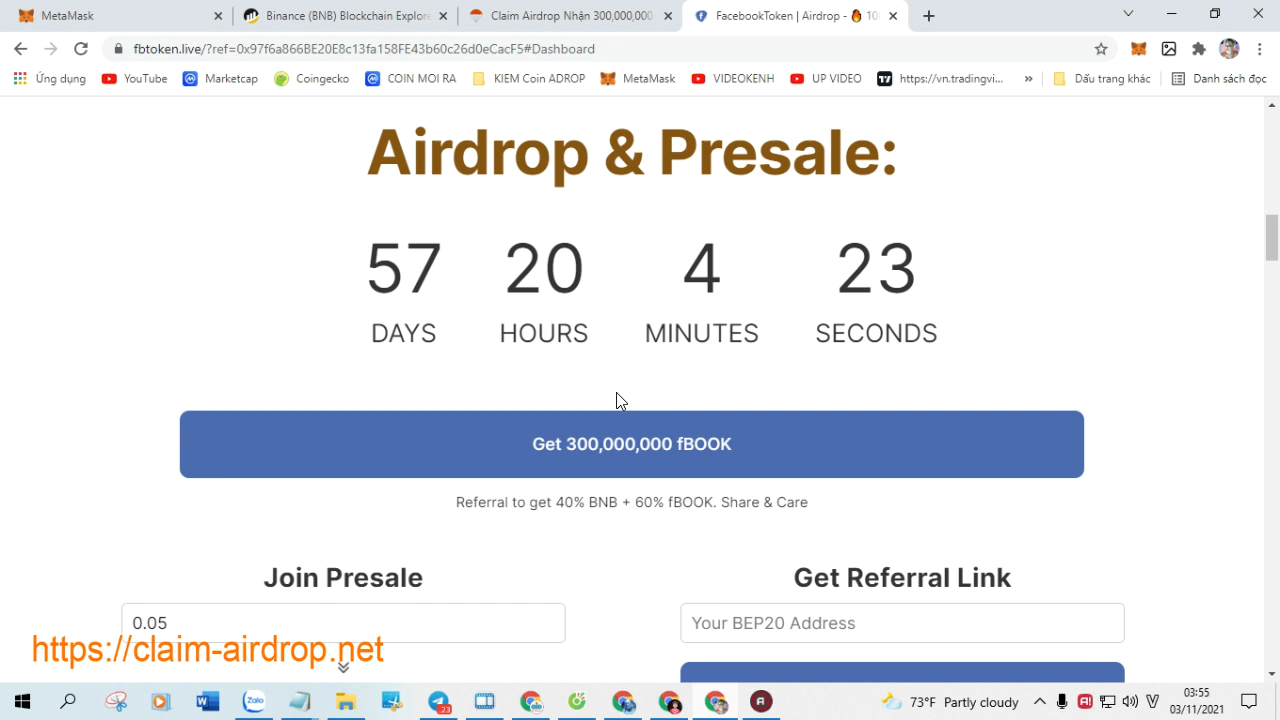 MetaMask
Binance (BNB) Blockchain Explore
Claim Airdrop Nhận 300,000,000
FacebookToken | Airdrop - 🔥 10
fbtoken.live/?ref=0x97f6a866BE20E8c13fa158FE43b60c26d0eCacF5#Dashboard
Ứng dụng YouTube Marketcap Coingecko COIN MOI RA KIEM Coin ADROP MetaMask VIDEOKENH UP VIDEO https://vn.tradingvi... » Dấu trang khác Danh sách đọc
Airdrop & Presale:
57 20 4 23
DAYS HOURS MINUTES SECONDS
Get 300,000,000 fBOOK
Referral to get 40% BNB + 60% fBOOK. Share & Care
Join Presale Get Referral Link
0.05 Your BEP20 Address
https://claim-airdrop.net
Zalo 23 73°F Partly cloudy 03:55
03/11/2021